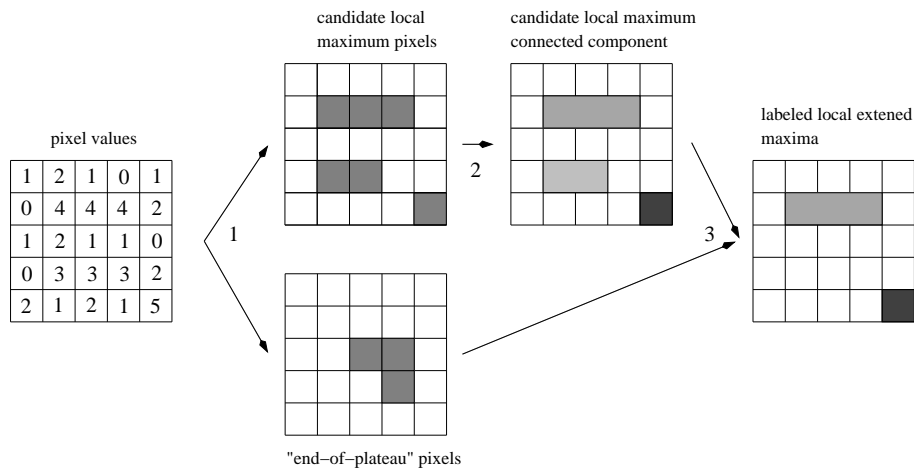 candidate local
maximum pixels
candidate local maximum
connected component
pixel values
1 2 1 0 1
0 4 4 4 2
1 2 1 1 0
0 3 3 3 2
2 1 2 1 5
1
2
3
labeled local extened
maxima
"end−of−plateau" pixels